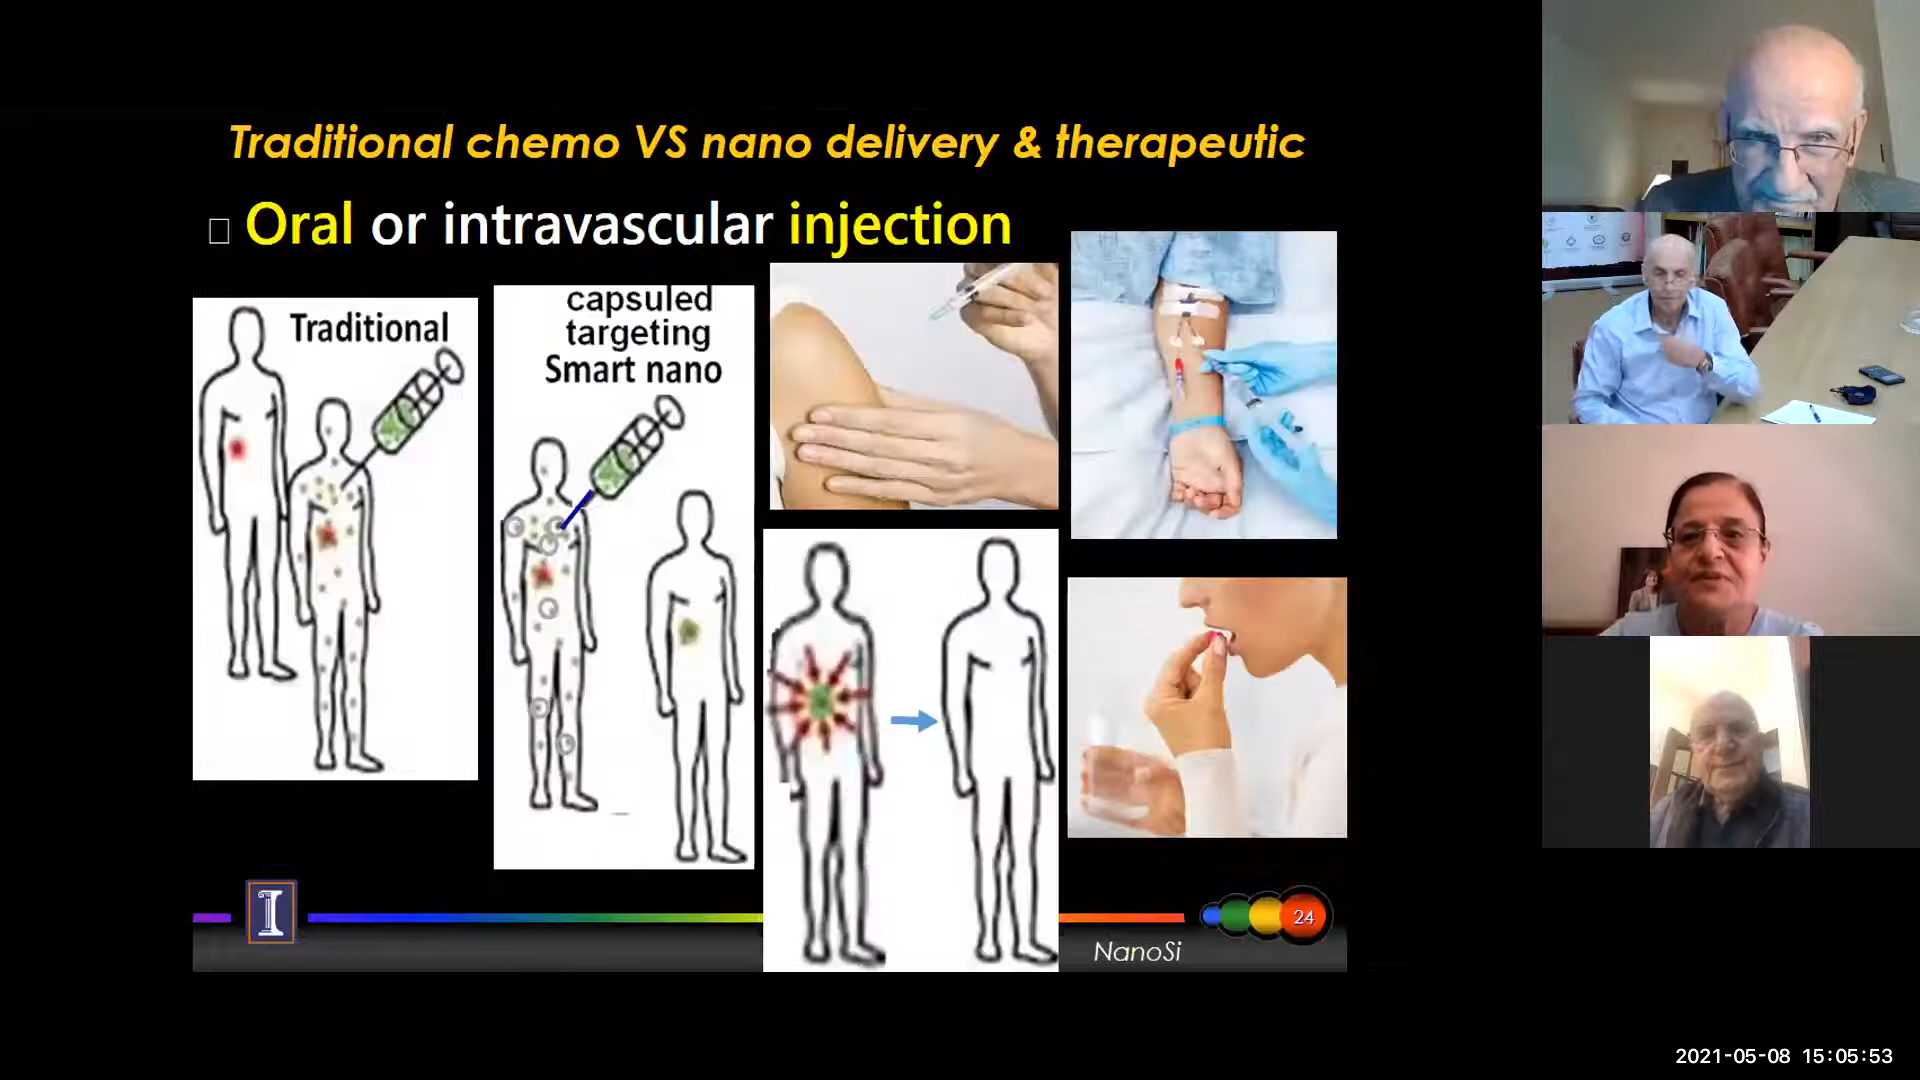 Traditional chemo VS nano delivery & therapeutic
Oral or intravascular injection
Traditional
capsuled
targeting
Smart nano
I
24
NanoSi
2021-05-08 15:05:53